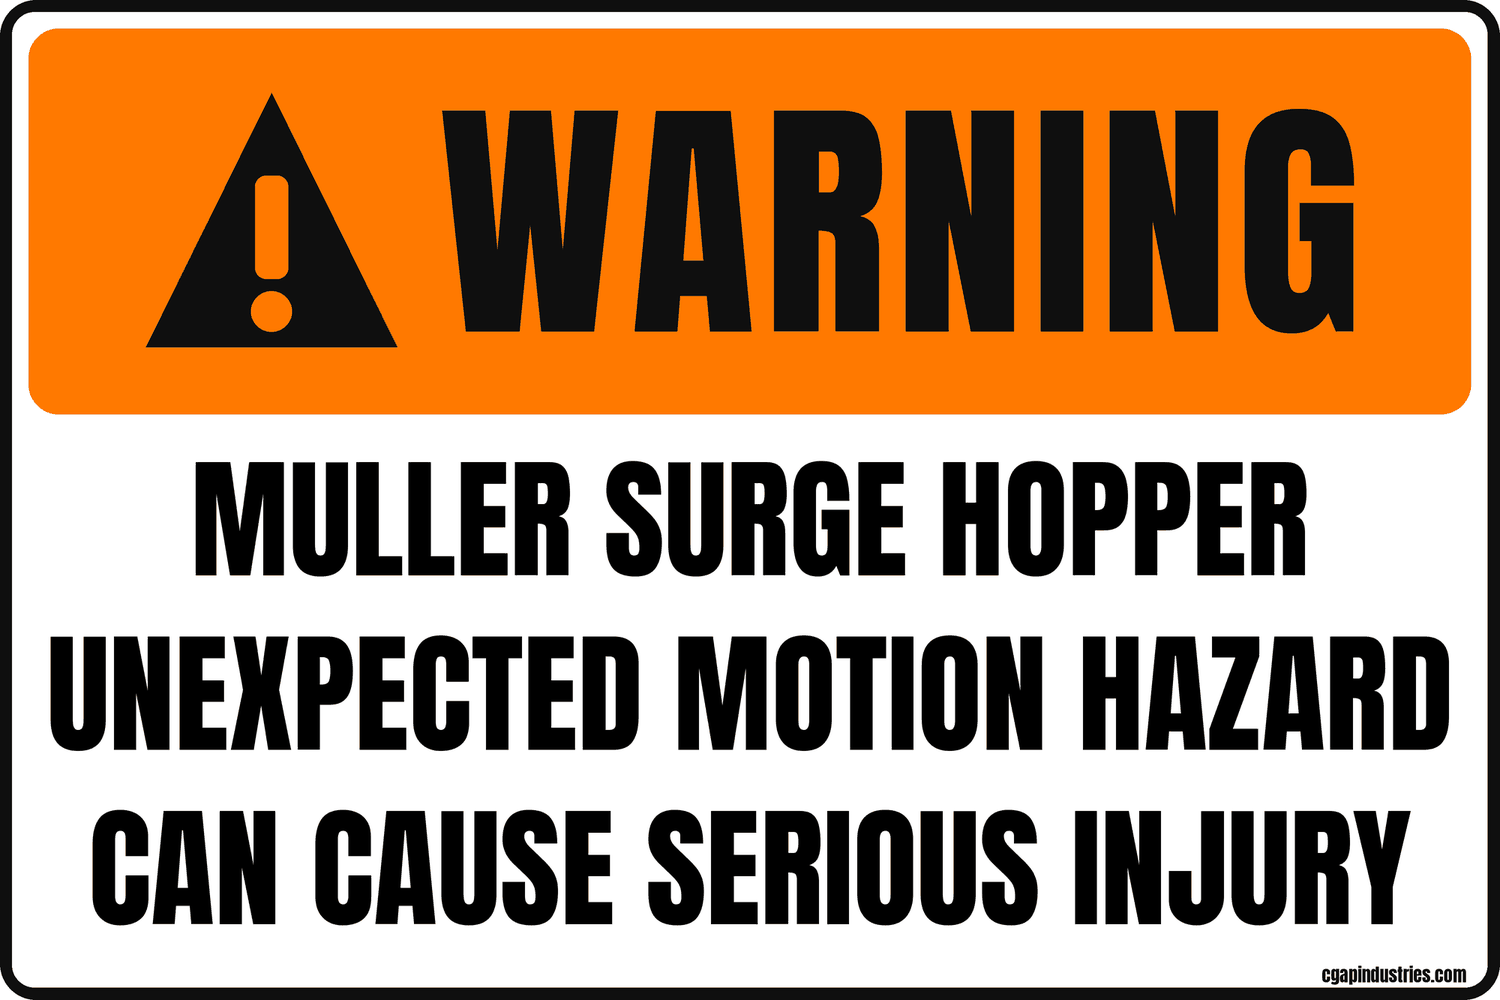 WARNING
MULLER SURGE HOPPER
UNEXPECTED MOTION HAZARD
CAN CAUSE SERIOUS INJURY
cgapindustries.com